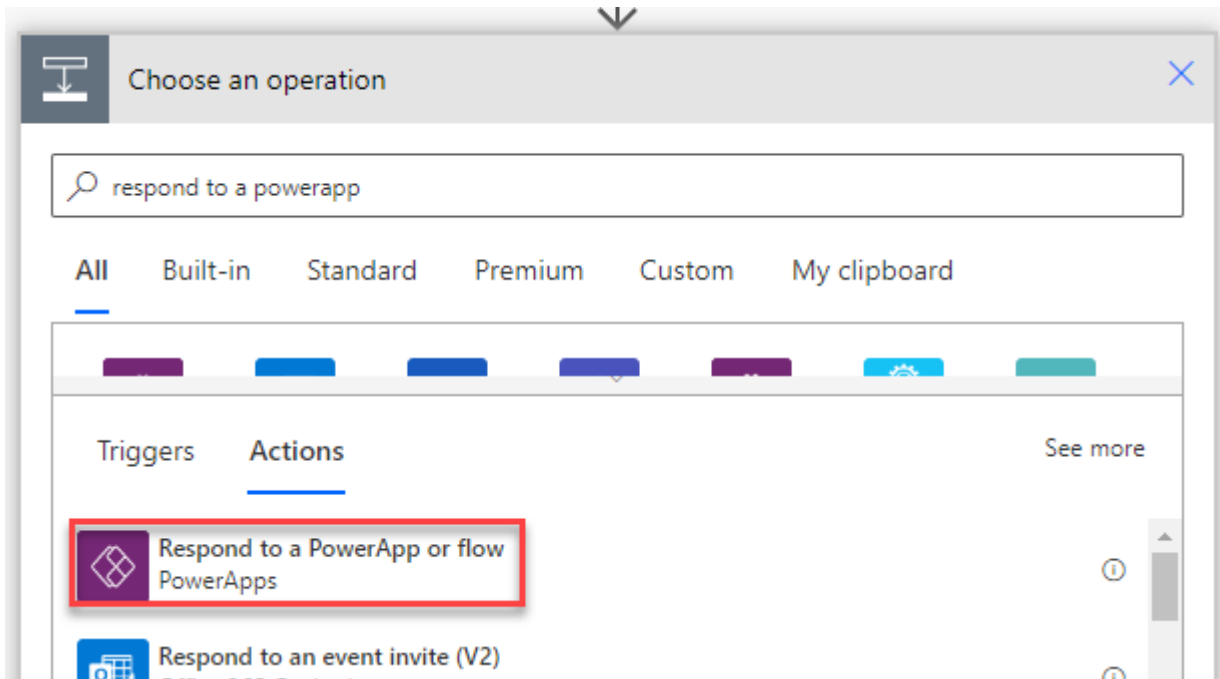 Choose an operation
respond to a powerapp
All Built-in Standard Premium Custom My clipboard
Triggers Actions See more
Respond to a PowerApp or flow
PowerApps
Respond to an event invite (V2)